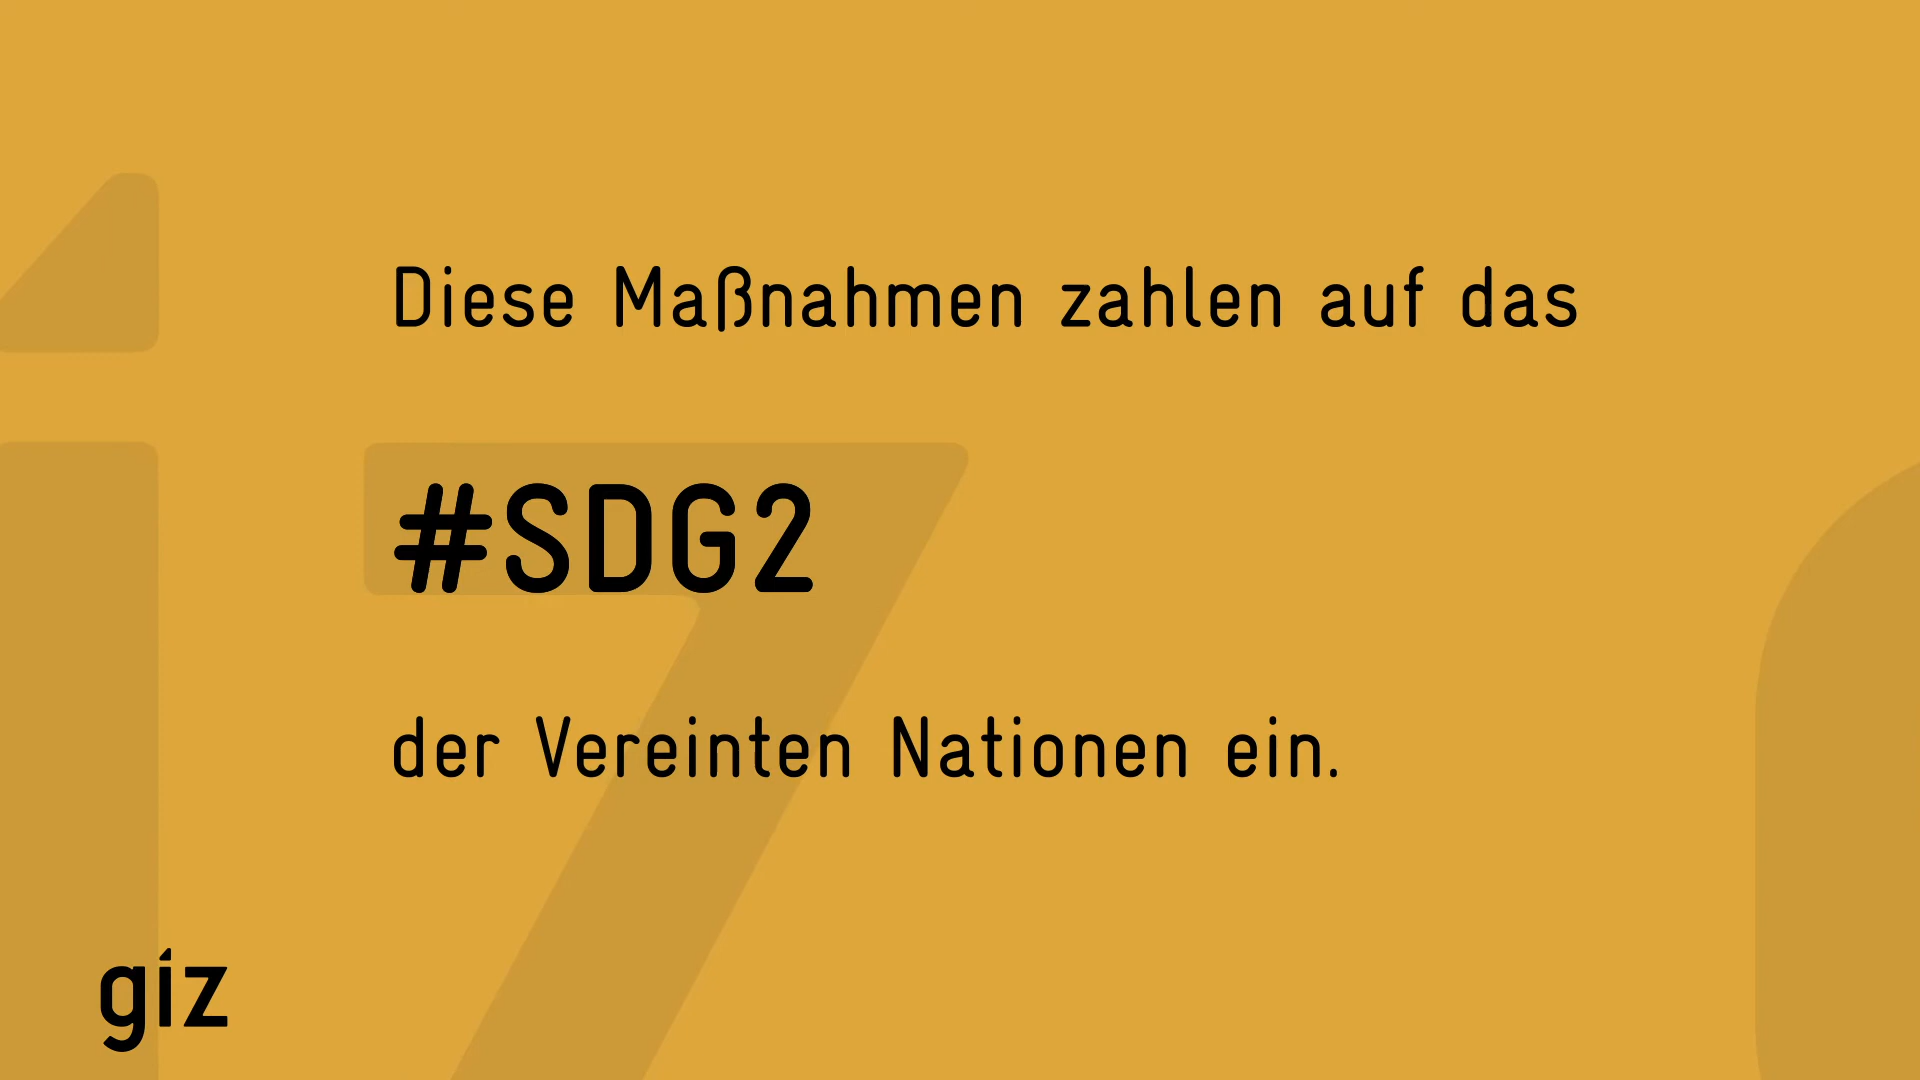 Diese Maßnahmen zahlen auf das
#SDG2
der Vereinten Nationen ein.
giz